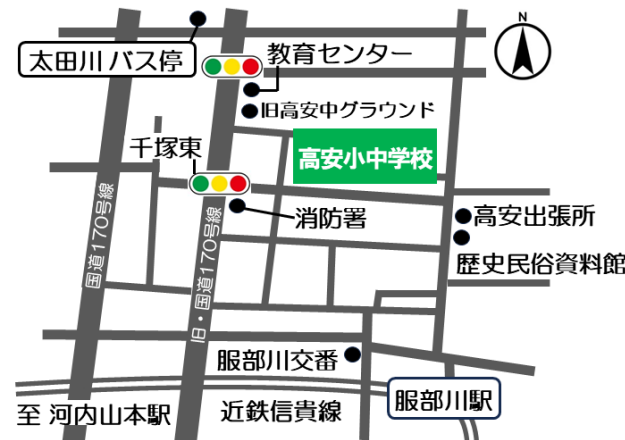 N
太田川 バス停
教育センター
旧高安中グラウンド
千塚東
高安小中学校
国道170号線
旧・国道170号線
消防署
高安出張所
歴史民俗資料館
服部川交番
服部川駅
至 河内山本駅
近鉄信貴線